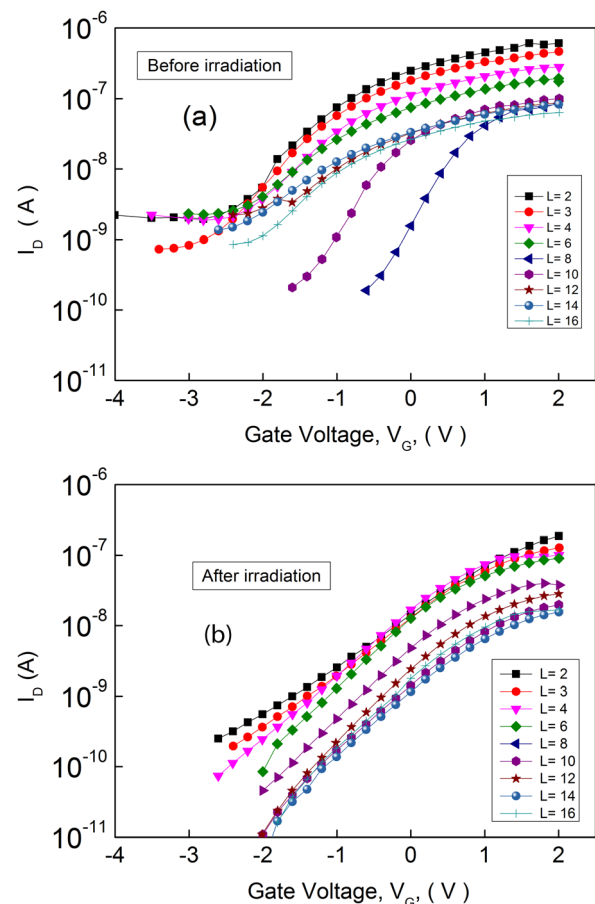 10⁻⁶
10⁻⁷
10⁻⁸
10⁻⁹
10⁻¹⁰
10⁻¹¹
I_D ( A )
Before irradiation
(a)
L= 2
L= 3
L= 4
L= 6
L= 8
L= 10
L= 12
L= 14
L= 16
-4 -3 -2 -1 0 1 2
Gate Voltage, V_G, ( V )
10⁻⁶
10⁻⁷
10⁻⁸
10⁻⁹
10⁻¹⁰
10⁻¹¹
I_D (A)
After irradiation
(b)
L= 2
L= 3
L= 4
L= 6
L= 8
L= 10
L= 12
L= 14
L= 16
-4 -3 -2 -1 0 1 2
Gate Voltage, V_G, ( V )